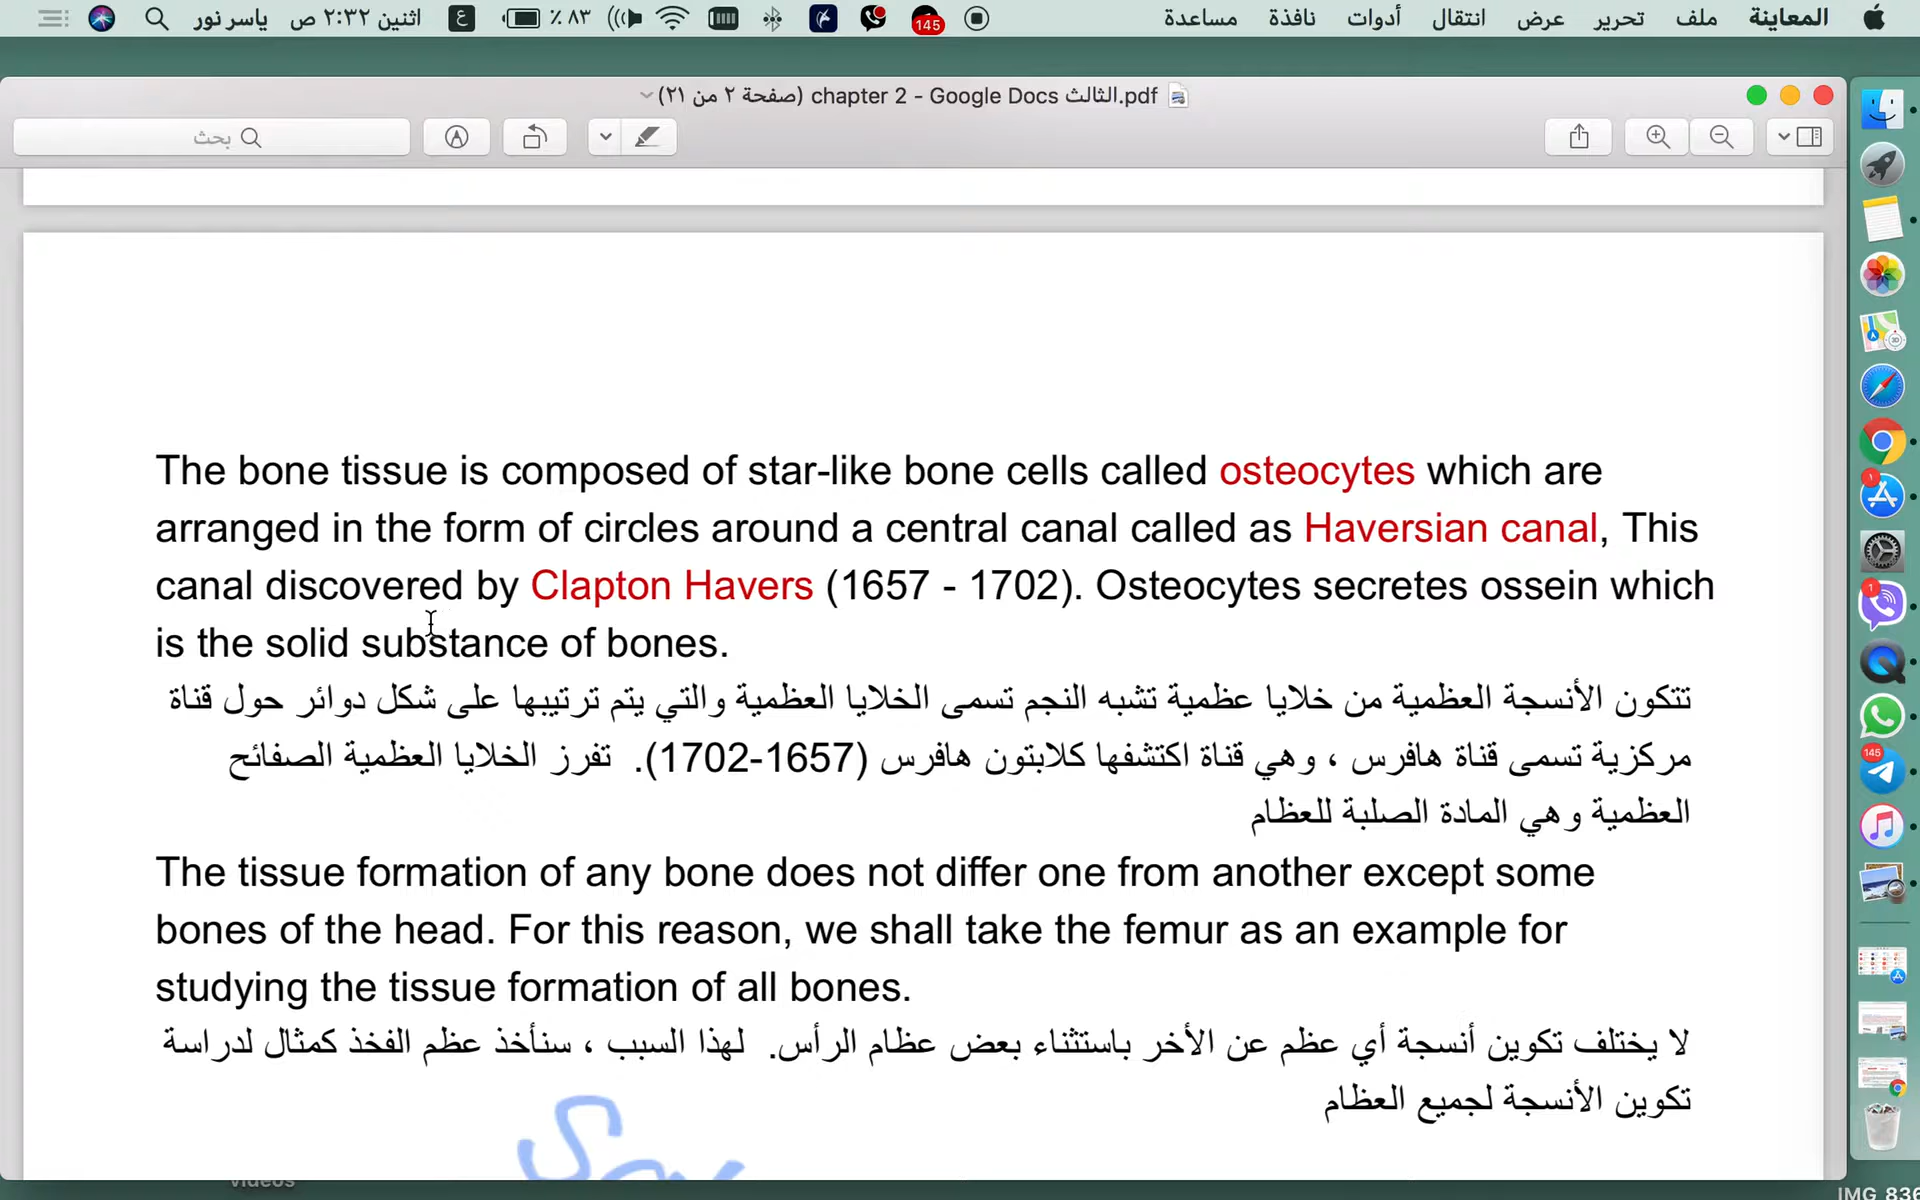 المعاينة ملف تحرير عرض انتقال أدوات نافذة مساعدة
145
٨٣ ٪ ع اثنين ٢:٣٢ ص ياسر نور
الثالث chapter 2 - Google Docs.pdf (صفحة ٢ من ٢١)
بحث
The bone tissue is composed of star-like bone cells called osteocytes which are
arranged in the form of circles around a central canal called as Haversian canal, This
canal discovered by Clapton Havers (1657 - 1702). Osteocytes secretes ossein which
is the solid substance of bones.
تتكون الأنسجة العظمية من خلايا عظمية تشبه النجم تسمى الخلايا العظمية والتي يتم ترتيبها على شكل دوائر حول قناة
مركزية تسمى قناة هافرس ، وهي قناة اكتشفها كلابتون هافرس (1657-1702). تفرز الخلايا العظمية الصفائح
العظمية وهي المادة الصلبة للعظام
The tissue formation of any bone does not differ one from another except some
bones of the head. For this reason, we shall take the femur as an example for
studying the tissue formation of all bones.
لا يختلف تكوين أنسجة أي عظم عن الأخر باستثناء بعض عظام الرأس. لهذا السبب ، سنأخذ عظم الفخذ كمثال لدراسة
تكوين الأنسجة لجميع العظام
1
1
145
videos